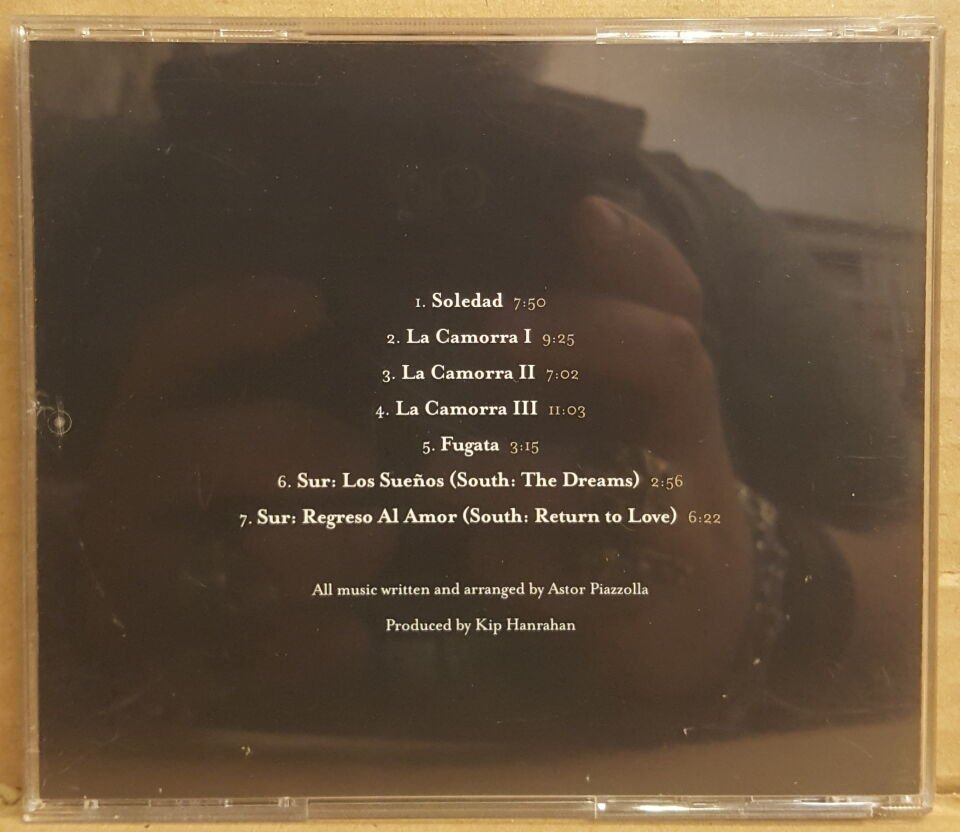 1. Soledad 7:50
2. La Camorra I 9:25
3. La Camorra II 7:02
4. La Camorra III 11:03
5. Fugata 3:15
6. Sur: Los Sueños (South: The Dreams) 2:56
7. Sur: Regreso Al Amor (South: Return to Love) 6:22
All music written and arranged by Astor Piazzolla
Produced by Kip Hanrahan